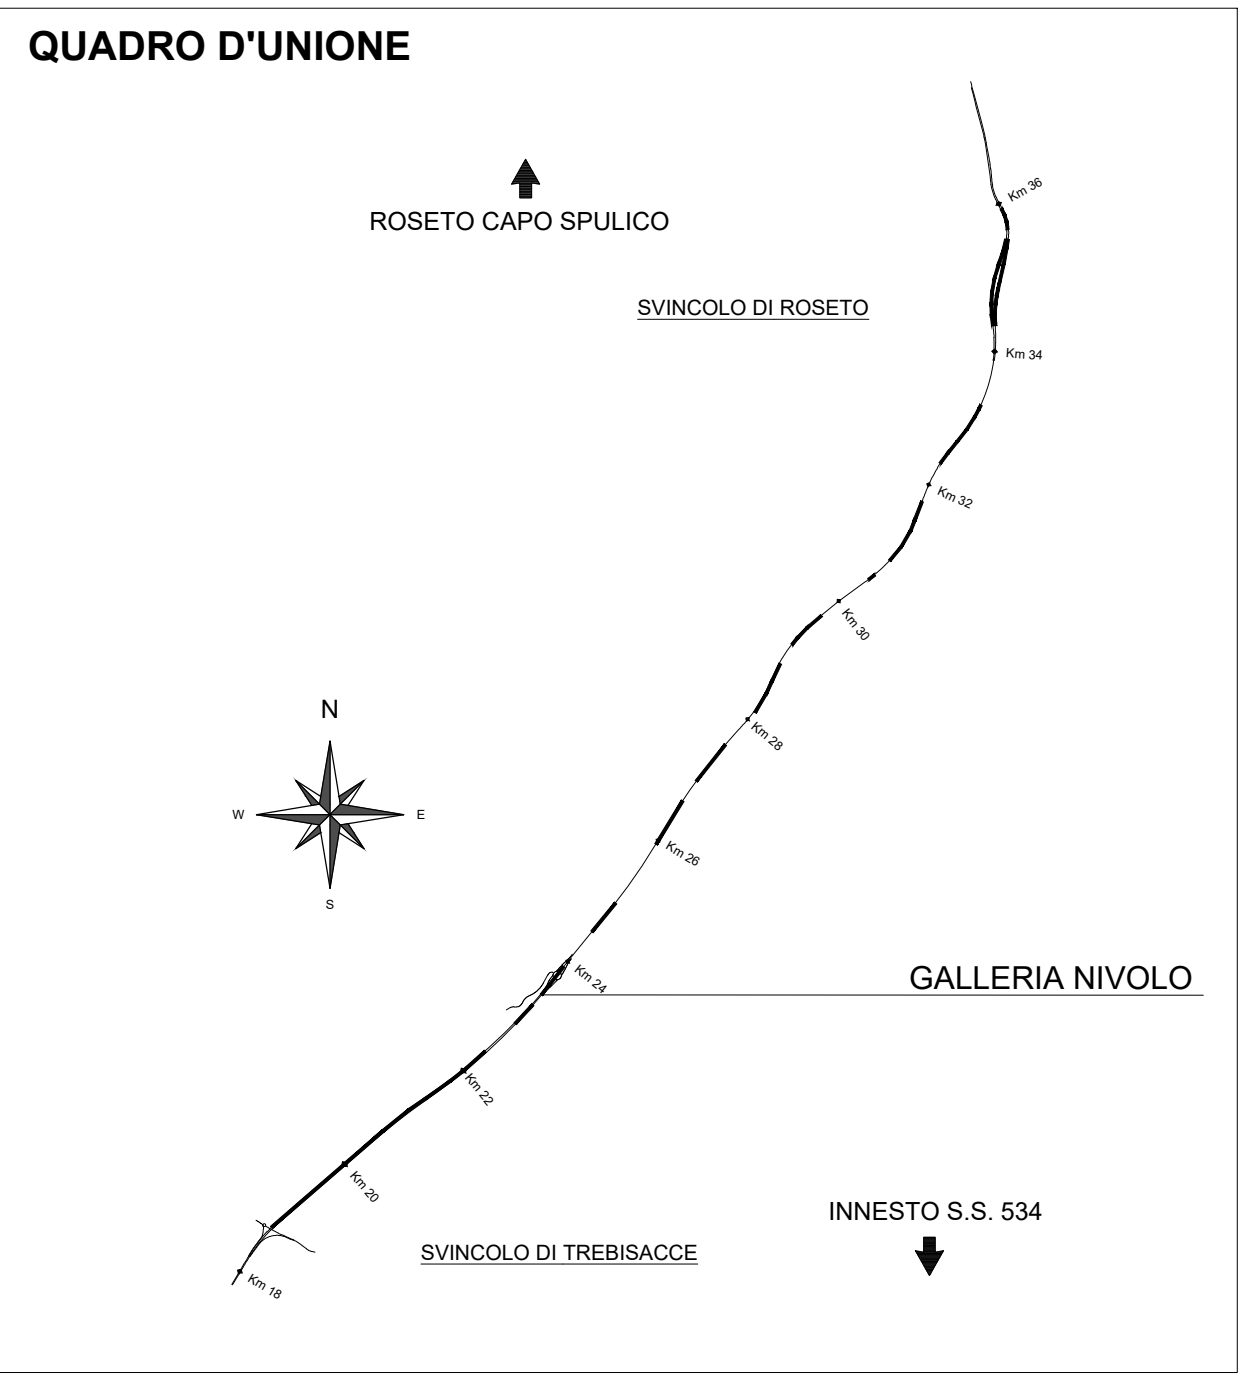 QUADRO D'UNIONE
Km 36
ROSETO CAPO SPULICO
SVINCOLO DI ROSETO
Km 34
Km 32
Km 30
N
Km 28
W
E
Km 26
S
Km 24
GALLERIA NIVOLO
Km 22
Km 20
INNESTO S.S. 534
SVINCOLO DI TREBISACCE
Km 18